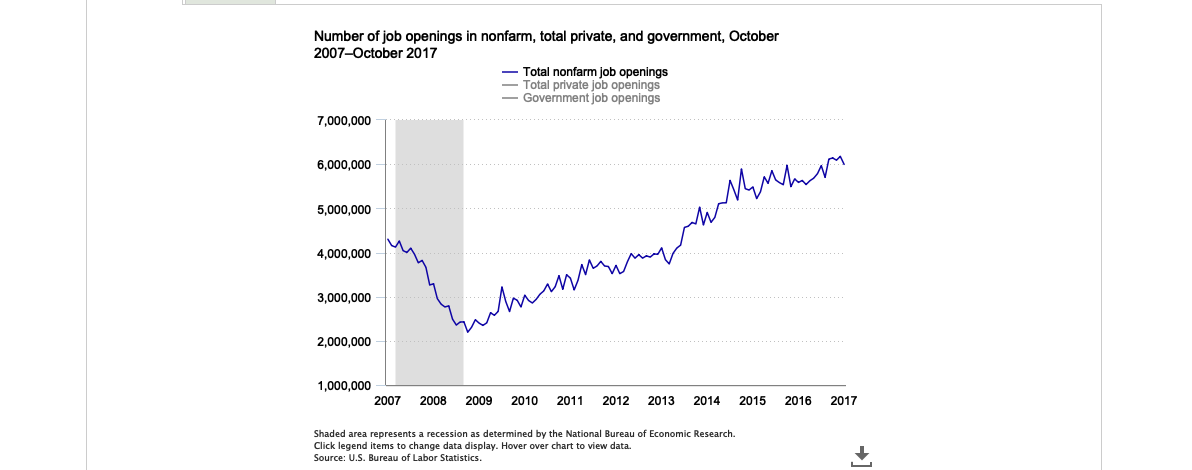 Number of job openings in nonfarm, total private, and government, October
2007–October 2017
Total nonfarm job openings
Total private job openings
Government job openings
7,000,000
6,000,000
5,000,000
4,000,000
3,000,000
2,000,000
1,000,000
2007 2008 2009 2010 2011 2012 2013 2014 2015 2016 2017
Shaded area represents a recession as determined by the National Bureau of Economic Research.
Click legend items to change data display. Hover over chart to view data.
Source: U.S. Bureau of Labor Statistics.